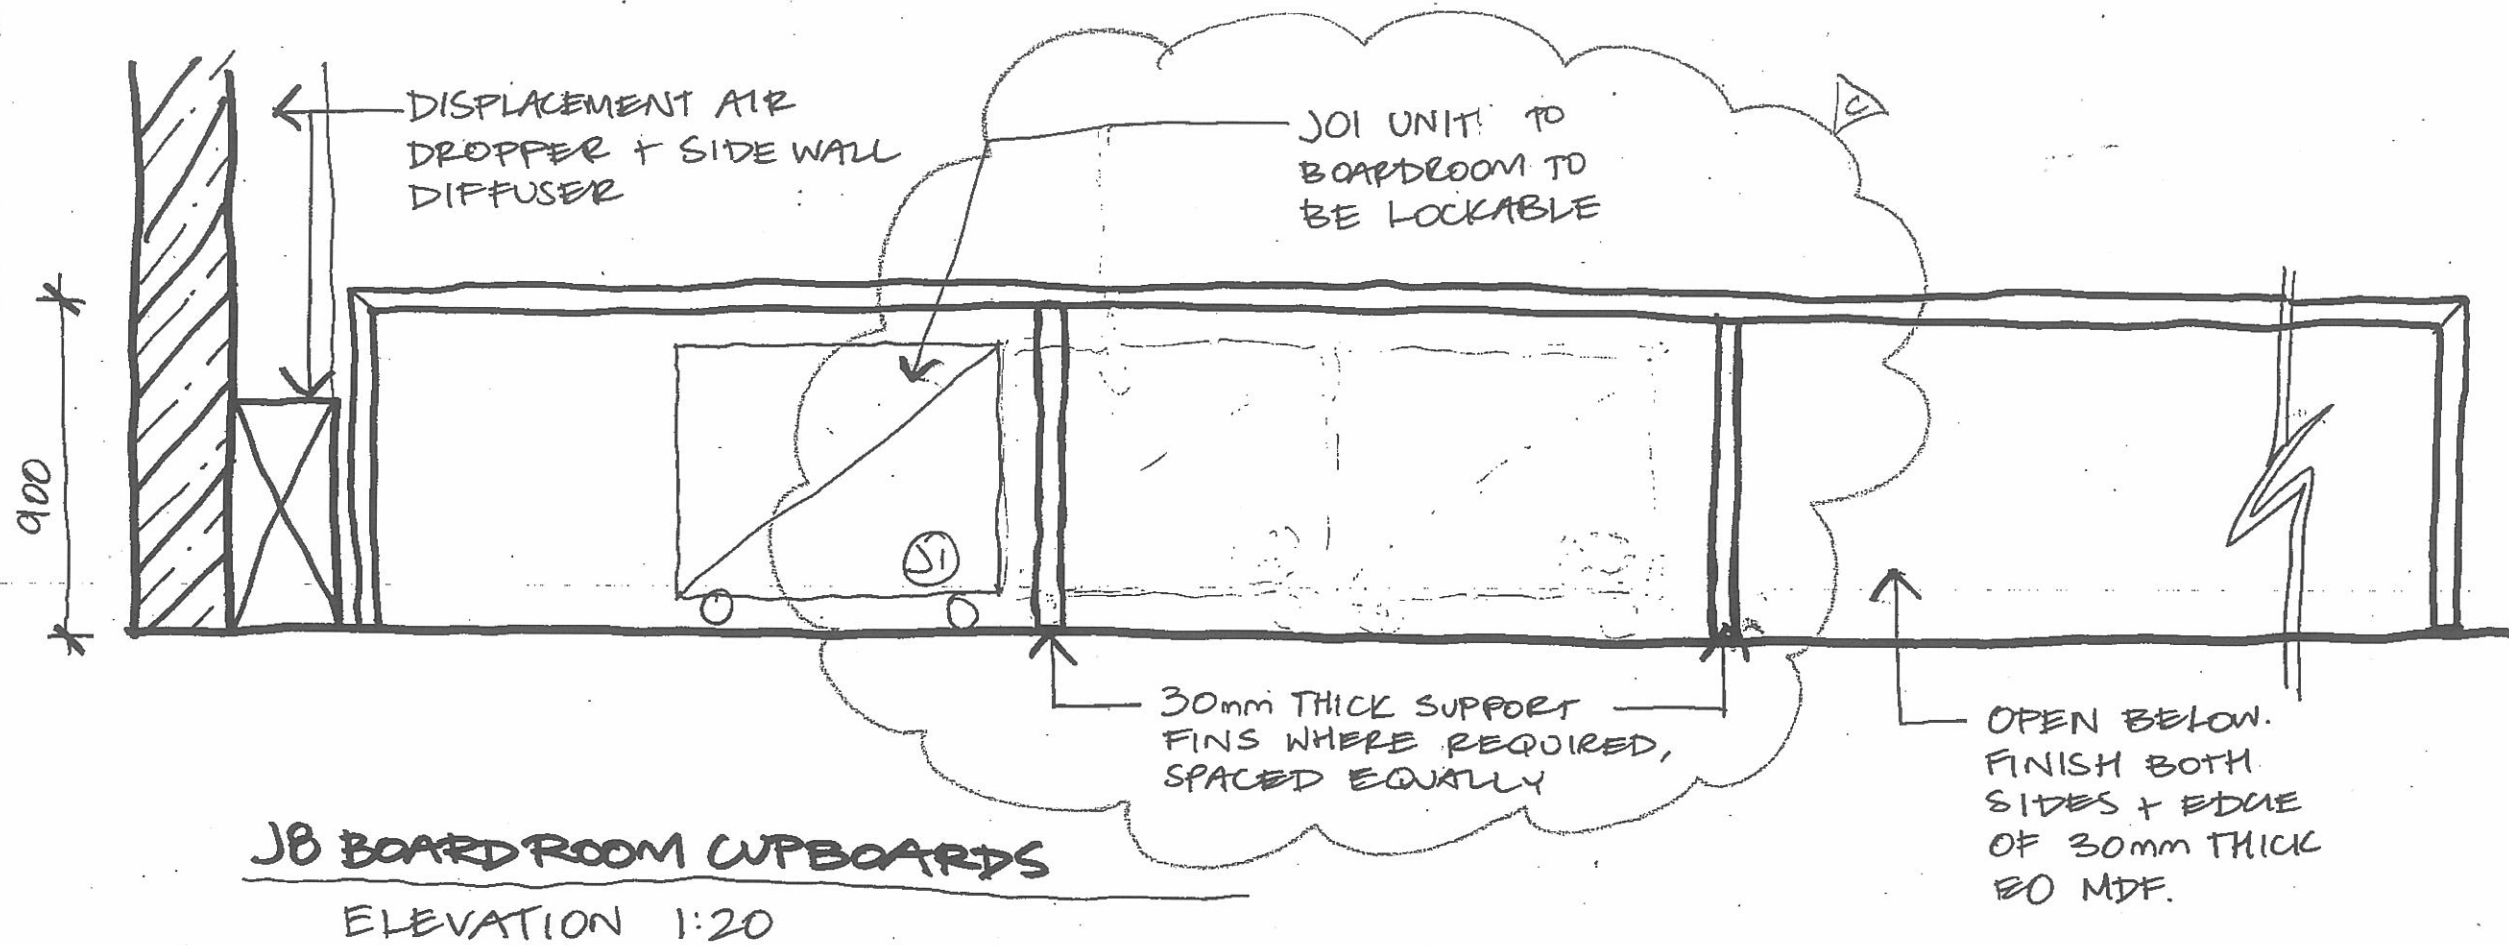 DISPLACEMENT AIR
DROPPER + SIDE WALL
DIFFUSER
JO1 UNIT TO
BOARDROOM TO
BE LOCKABLE
C
900
J1
30mm THICK SUPPORT
FINS WHERE REQUIRED,
SPACED EQUALLY
OPEN BELOW.
FINISH BOTH
SIDES + EDGE
OF 30mm THICK
EO MDF.
J8 BOARDROOM CUPBOARDS
ELEVATION 1:20